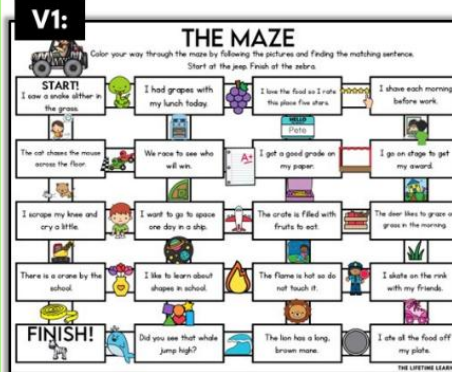 V1:
THE MAZE
Color your way through the maze by following the pictures and finding the matching sentence.
Start at the jeep. Finish at the zebra.
START!
I saw a snake slither in
the grass.
I had grapes with
my lunch today.
I love the food so I rate
this place five stars.
I shave each morning
before work.
HELLO
Pete
The cat chases the mouse
across the floor.
We race to see who
will win.
A+
I got a good grade on
my paper.
I go on stage to get
my award.
I scrape my knee and
cry a little.
I want to go to space
one day in a ship.
The crate is filled with
fruits to eat.
The deer likes to graze o
grass in the morning.
There is a crane by the
school.
I like to learn about
shapes in school.
The flame is hot so do
not touch it.
I skate on the rink
with my friends.
FINISH!
Did you see that whale
jump high?
The lion has a long,
brown mane.
I ate all the food off
my plate.
THE LIFETIME LEAR